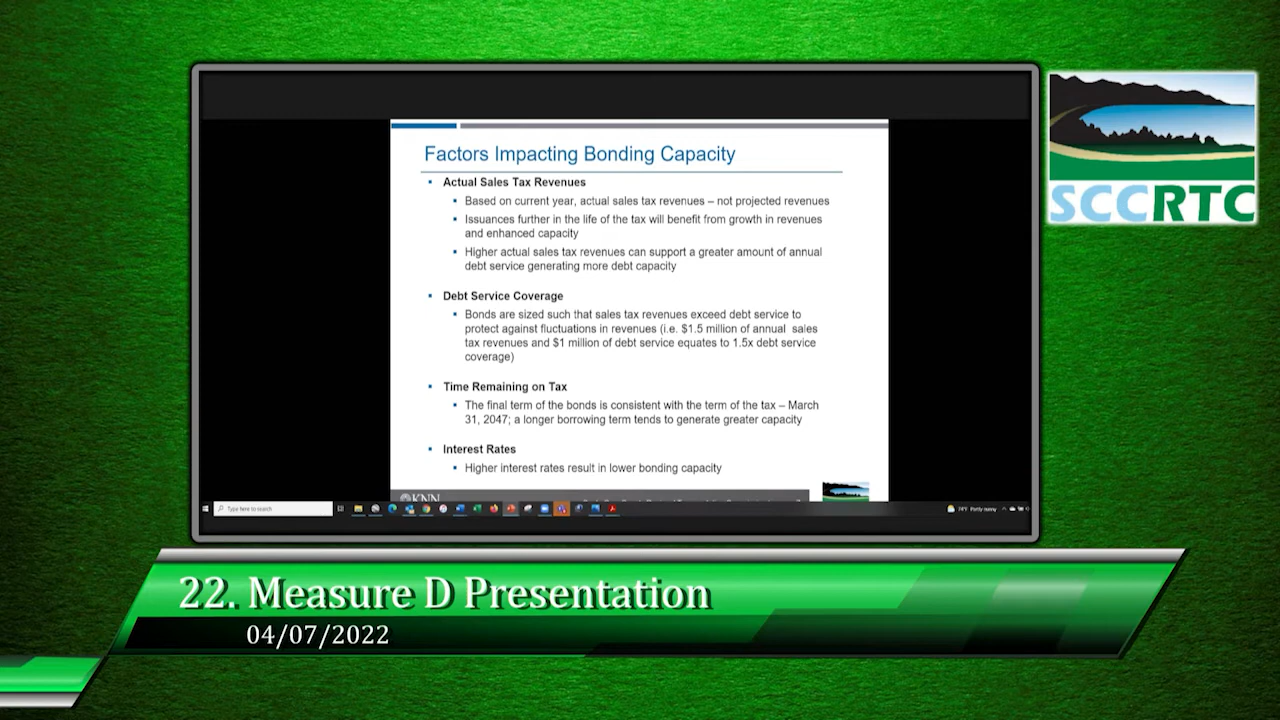 Factors Impacting Bonding Capacity
Actual Sales Tax Revenues
Based on current year, actual sales tax revenues – not projected revenues
Issuances further in the life of the tax will benefit from growth in revenues
and enhanced capacity
Higher actual sales tax revenues can support a greater amount of annual
debt service generating more debt capacity
Debt Service Coverage
Bonds are sized such that sales tax revenues exceed debt service to
protect against fluctuations in revenues (i.e. $1.5 million of annual sales
tax revenues and $1 million of debt service equates to 1.5x debt service
coverage)
Time Remaining on Tax
The final term of the bonds is consistent with the term of the tax – March
31, 2047; a longer borrowing term tends to generate greater capacity
Interest Rates
Higher interest rates result in lower bonding capacity
KNN
Type here to search
Partly sunny
SCCRTC
22. Measure D Presentation
04/07/2022